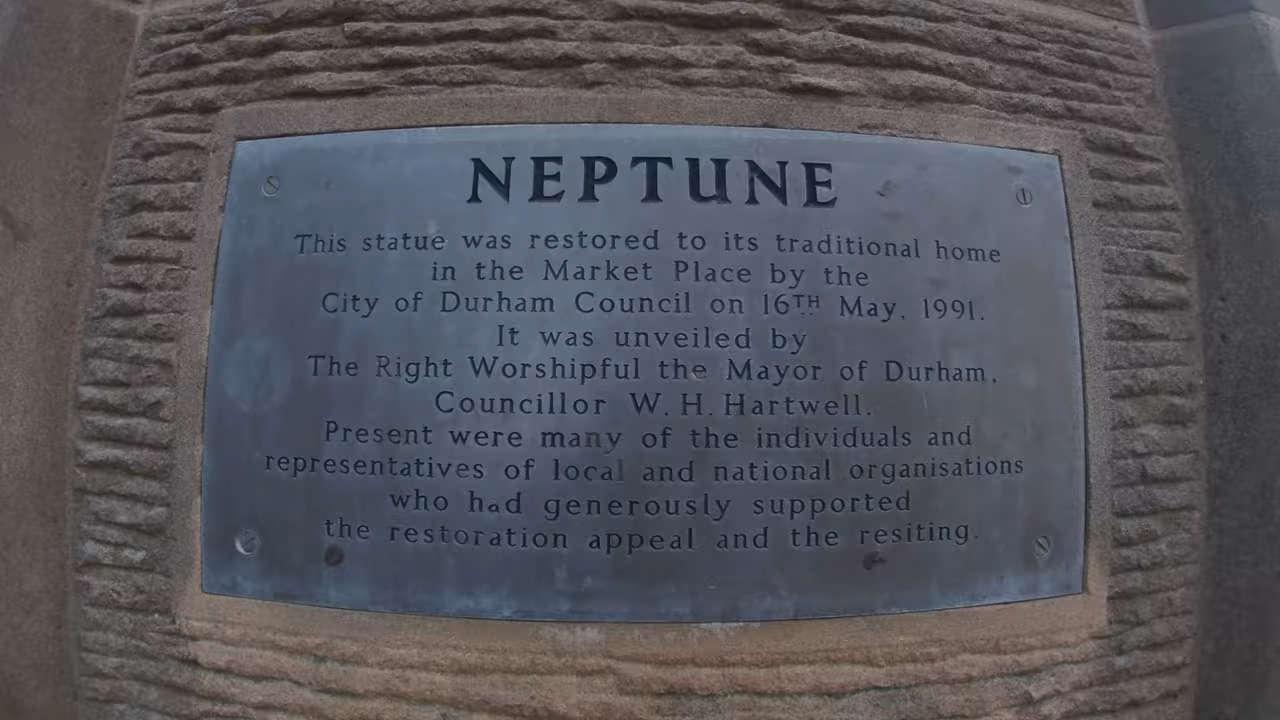 NEPTUNE
This statue was restored to its traditional home
in the Market Place by the
City of Durham Council on 16TH May, 1991.
It was unveiled by
The Right Worshipful the Mayor of Durham,
Councillor W. H. Hartwell.
Present were many of the individuals and
representatives of local and national organisations
who had generously supported
the restoration appeal and the resiting.